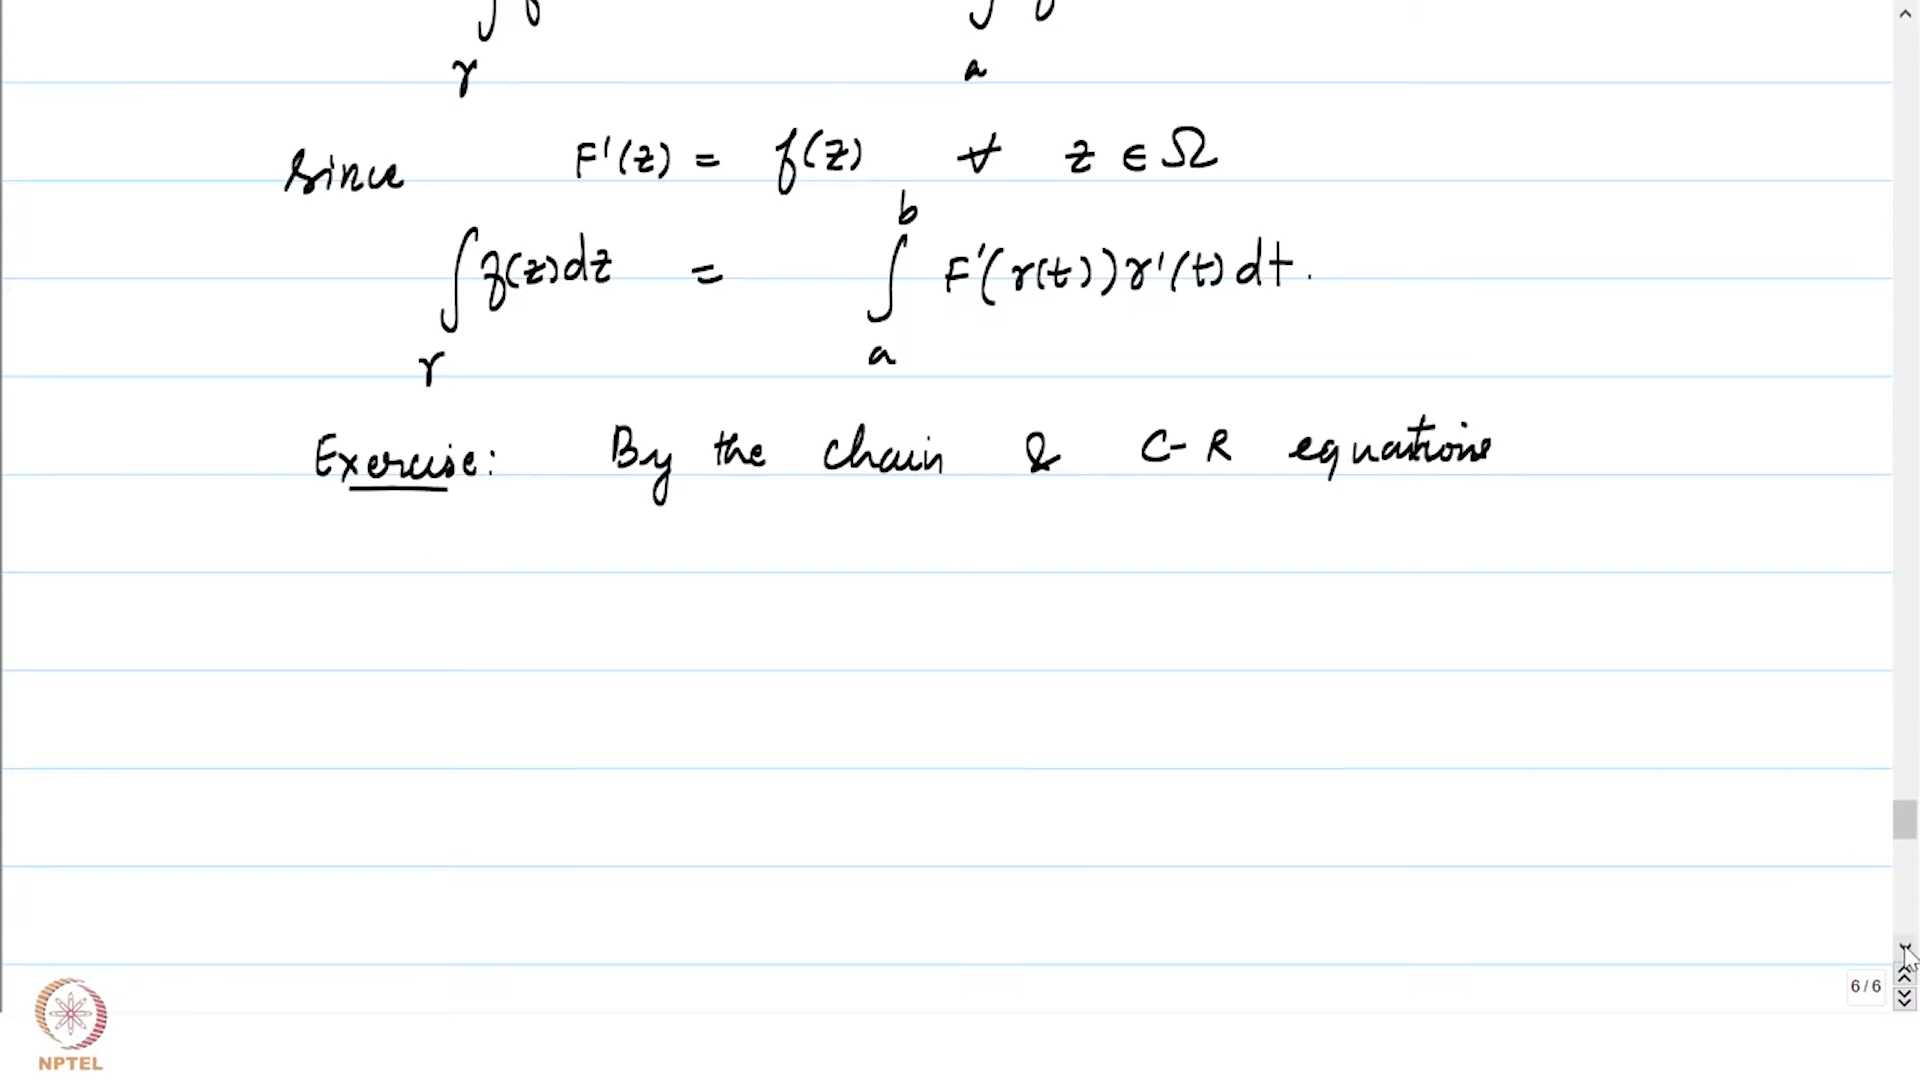 ∫
γ a
Since F'(z) = f(z) ∀ z ∈ Ω
∫_γ f(z)dz = ∫_a^b F'(γ(t))γ'(t)dt.
Exercise: By the chain & C-R equations
6 / 6
NPTEL